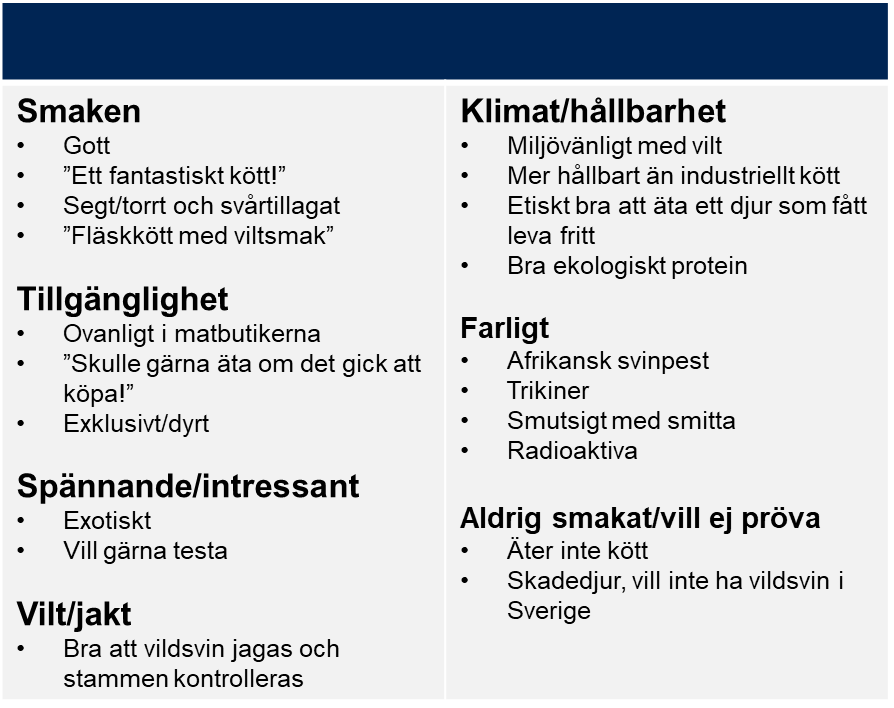 Smaken
• Gott
• ”Ett fantastiskt kött!”
• Segt/torrt och svårtillagat
• ”Fläskkött med viltsmak”
Tillgänglighet
• Ovanligt i matbutikerna
• ”Skulle gärna äta om det gick att
köpa!”
• Exklusivt/dyrt
Spännande/intressant
• Exotiskt
• Vill gärna testa
Vilt/jakt
• Bra att vildsvin jagas och
stammen kontrolleras
Klimat/hållbarhet
• Miljövänligt med vilt
• Mer hållbart än industriellt kött
• Etiskt bra att äta ett djur som fått
leva fritt
• Bra ekologiskt protein
Farligt
• Afrikansk svinpest
• Trikiner
• Smutsigt med smitta
• Radioaktiva
Aldrig smakat/vill ej pröva
• Äter inte kött
• Skadedjur, vill inte ha vildsvin i
Sverige